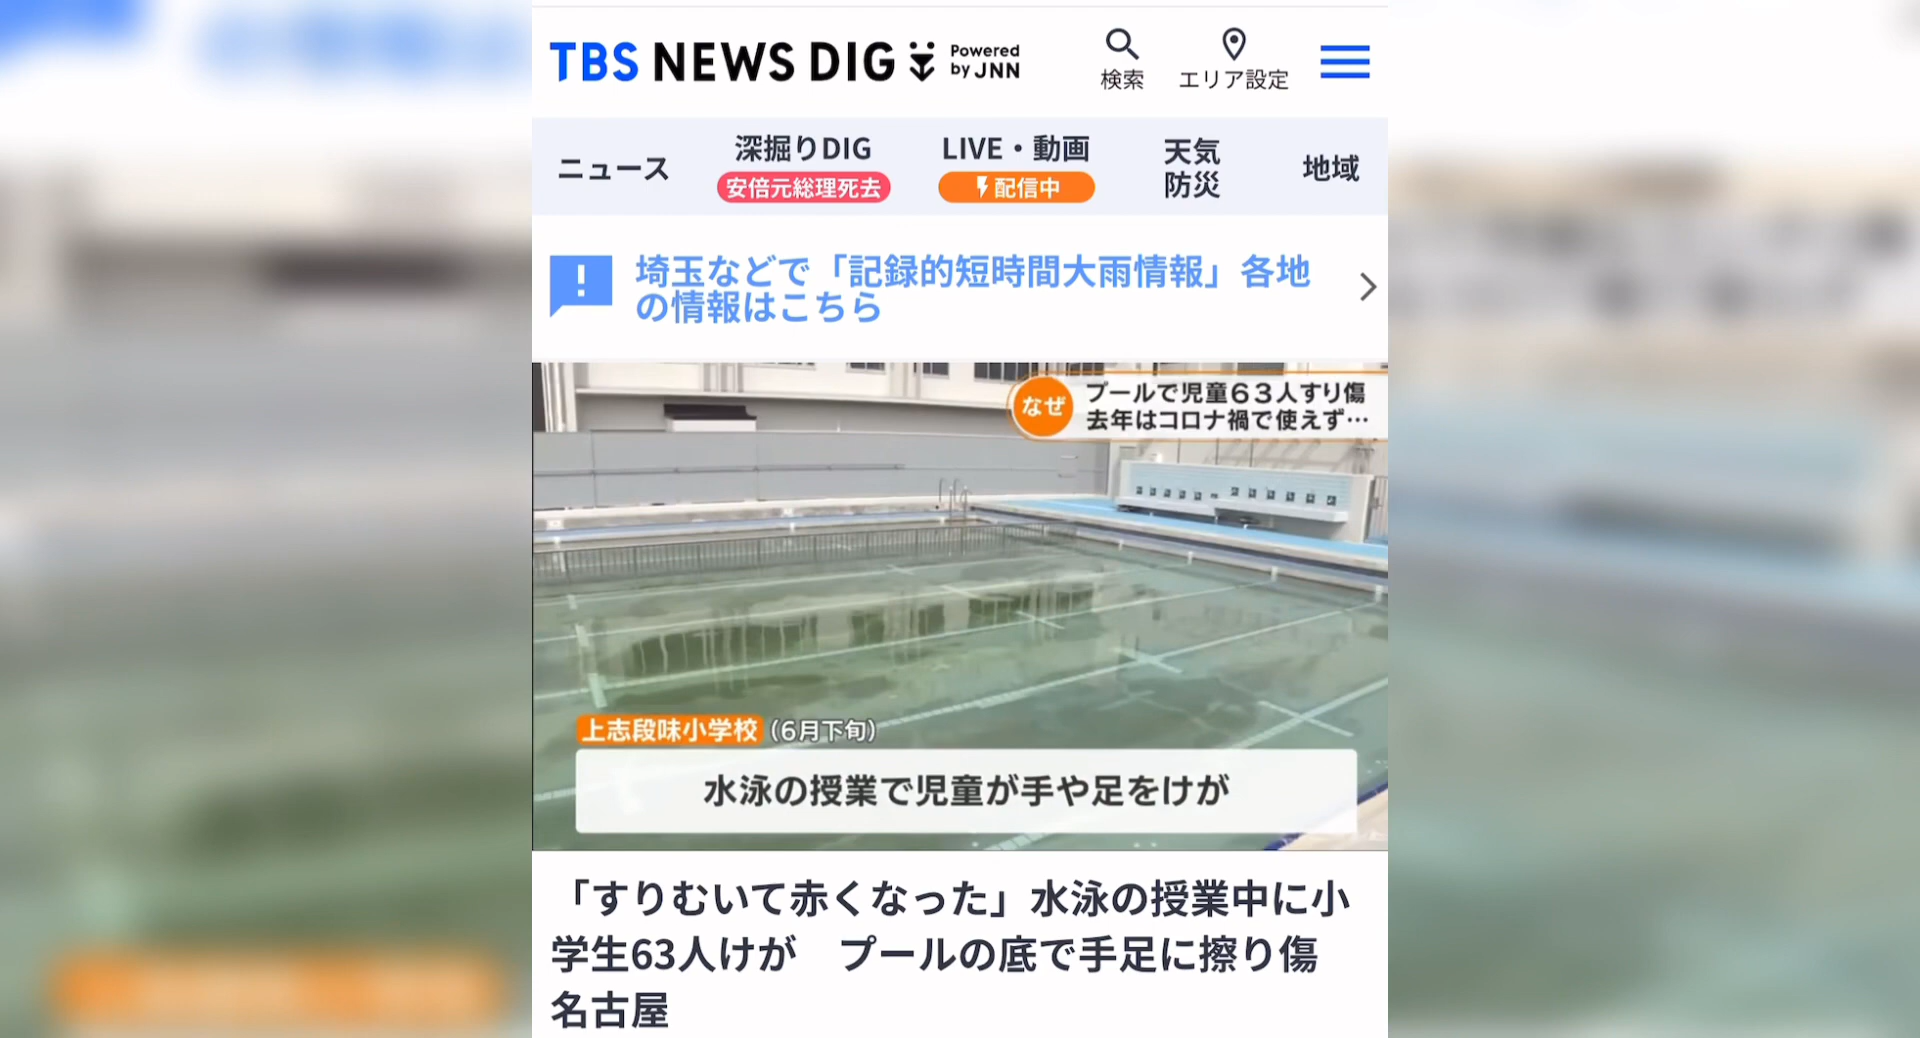 TBS NEWS DIG Powered by JNN
検索
エリア設定
ニュース
深掘りDIG
安倍元総理死去
LIVE・動画
配信中
天気
防災
地域
埼玉などで「記録的短時間大雨情報」各地
の情報はこちら
なぜ
プールで児童63人すり傷
去年はコロナ禍で使えず…
上志段味小学校(6月下旬)
水泳の授業で児童が手や足をけが
「すりむいて赤くなった」水泳の授業中に小
学生63人けが　プールの底で手足に擦り傷
名古屋